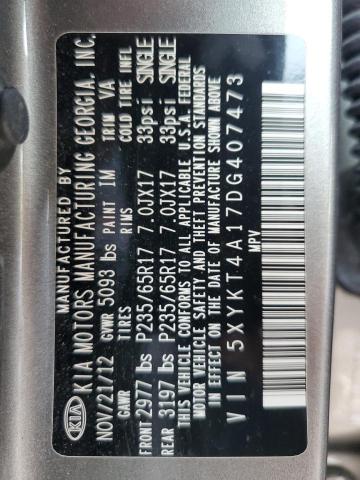 MANUFACTURED BY
KIA KIA MOTORS MANUFACTURING GEORGIA, INC.
NOV/21/12 GVWR 5093 lbs PAINT IM TRIM VA
GAWR TIRES RIMS COLD TIRE INFL
FRONT 2977 lbs P235/65R17 7.0JX17 33psi SINGLE
REAR 3197 lbs P235/65R17 7.0JX17 33psi SINGLE
THIS VEHICLE CONFORMS TO ALL APPLICABLE U.S.A. FEDERAL
MOTOR VEHICLE SAFETY AND THEFT PREVENTION STANDARDS
IN EFFECT ON THE DATE OF MANUFACTURE SHOWN ABOVE
VIN 5XYKT4A17DG407473
MPV